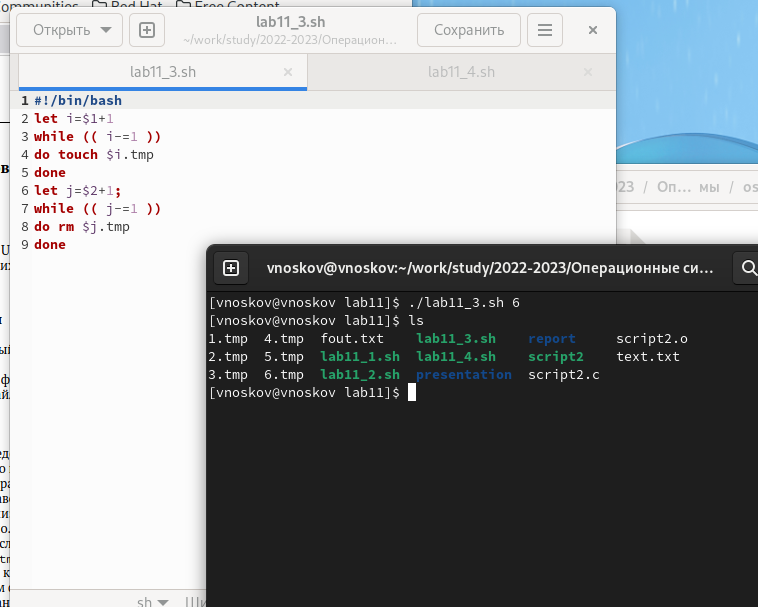 Red Hat
Free Content
Открыть
lab11_3.sh
~/work/study/2022-2023/Операцион…
Сохранить
lab11_3.sh
lab11_4.sh
1 #!/bin/bash
2 let i=$1+1
3 while (( i-=1 ))
4 do touch $i.tmp
5 done
6 let j=$2+1;
7 while (( j-=1 ))
8 do rm $j.tmp
9 done
/ Оп… мы / os
vnoskov@vnoskov:~/work/study/2022-2023/Операционные си…
[vnoskov@vnoskov lab11]$ ./lab11_3.sh 6
[vnoskov@vnoskov lab11]$ ls
1.tmp 4.tmp fout.txt lab11_3.sh report script2.o
2.tmp 5.tmp lab11_1.sh lab11_4.sh script2 text.txt
3.tmp 6.tmp lab11_2.sh presentation script2.c
[vnoskov@vnoskov lab11]$
sh